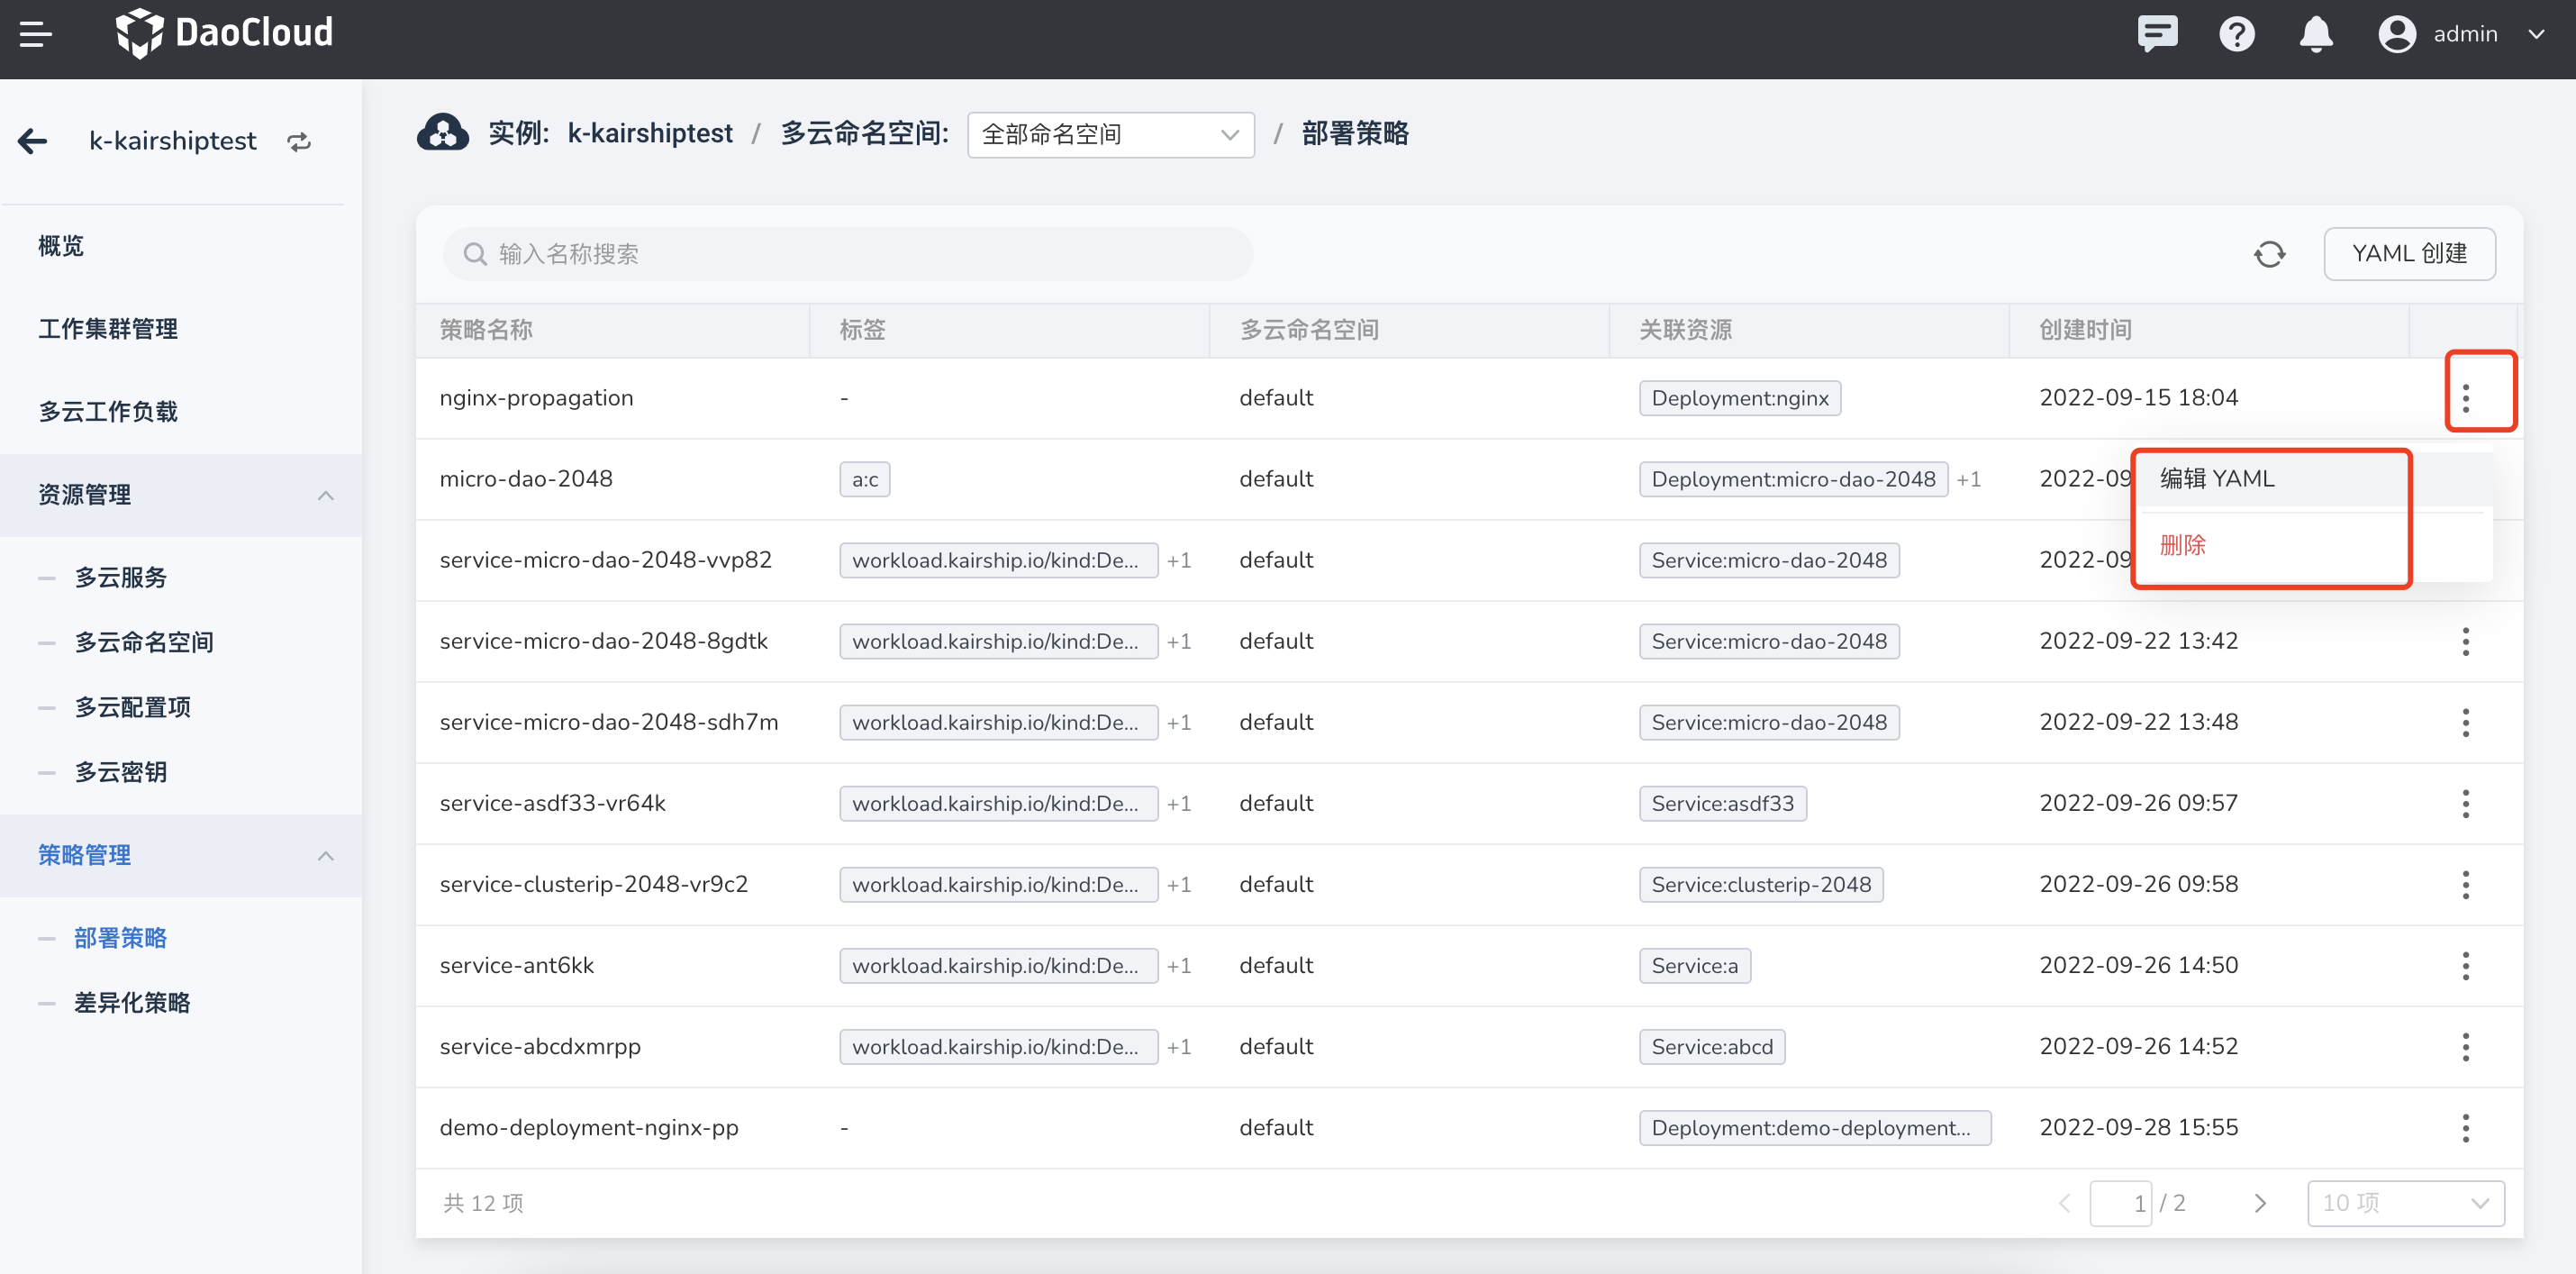 DaoCloud
admin
k-kairshiptest
实例: k-kairshiptest / 多云命名空间: 全部命名空间 / 部署策略
概览
工作集群管理
多云工作负载
资源管理
多云服务
多云命名空间
多云配置项
多云密钥
策略管理
部署策略
差异化策略
输入名称搜索
YAML 创建
策略名称 标签 多云命名空间 关联资源 创建时间
nginx-propagation - default Deployment:nginx 2022-09-15 18:04
micro-dao-2048 a:c default Deployment:micro-dao-2048 +1 2022-09
编辑 YAML
service-micro-dao-2048-vvp82 workload.kairship.io/kind:De... +1 default Service:micro-dao-2048 2022-09
删除
service-micro-dao-2048-8gdtk workload.kairship.io/kind:De... +1 default Service:micro-dao-2048 2022-09-22 13:42
service-micro-dao-2048-sdh7m workload.kairship.io/kind:De... +1 default Service:micro-dao-2048 2022-09-22 13:48
service-asdf33-vr64k workload.kairship.io/kind:De... +1 default Service:asdf33 2022-09-26 09:57
service-clusterip-2048-vr9c2 workload.kairship.io/kind:De... +1 default Service:clusterip-2048 2022-09-26 09:58
service-ant6kk workload.kairship.io/kind:De... +1 default Service:a 2022-09-26 14:50
service-abcdxmrpp workload.kairship.io/kind:De... +1 default Service:abcd 2022-09-26 14:52
demo-deployment-nginx-pp - default Deployment:demo-deployment... 2022-09-28 15:55
共 12 项 1 / 2 10 项